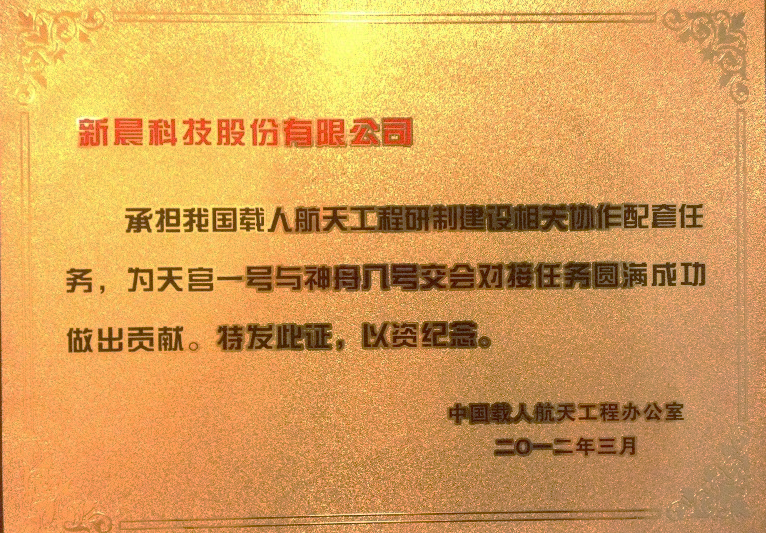 新晨科技股份有限公司
承担我国载人航天工程研制建设相关协作配套任
务，为天宫一号与神舟八号交会对接任务圆满成功
做出贡献。特发此证，以资纪念。
中国载人航天工程办公室
二〇一二年三月